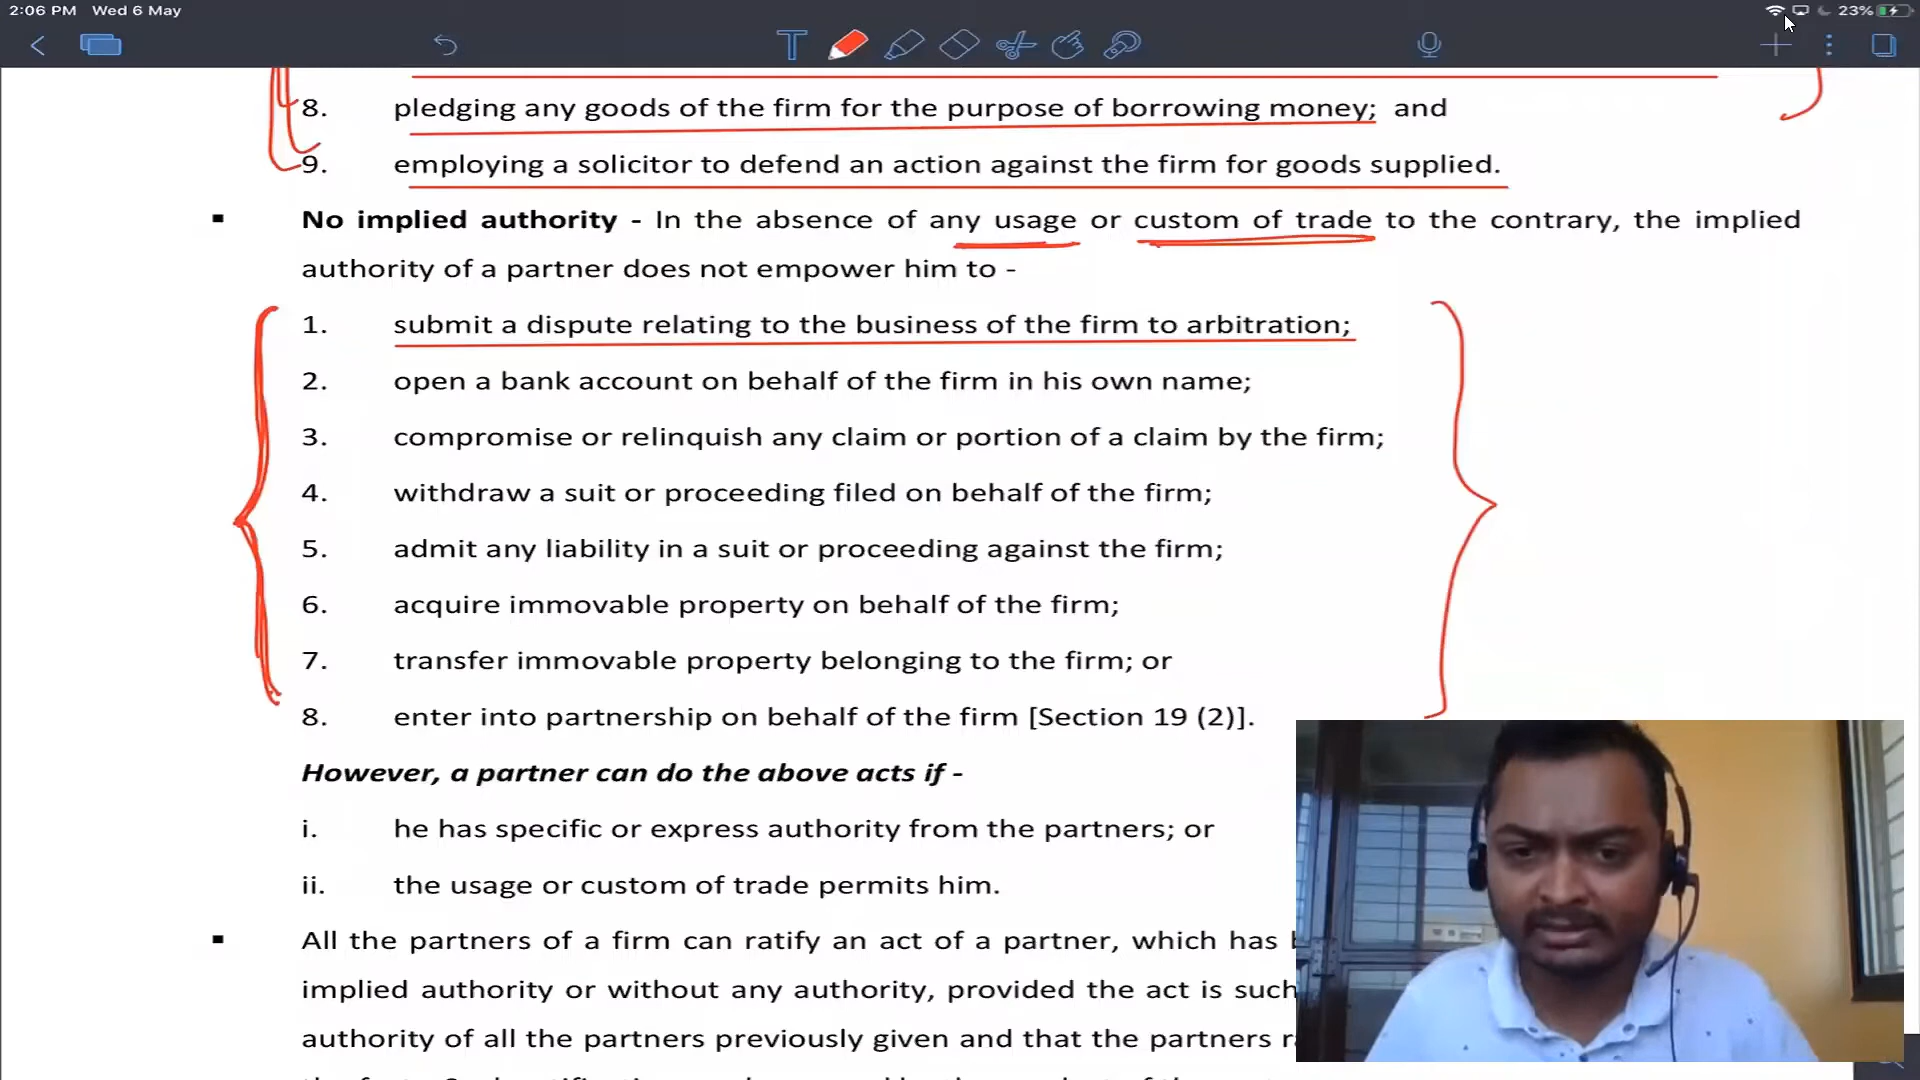 2:06 PM Wed 6 May
23%
8. pledging any goods of the firm for the purpose of borrowing money; and
9. employing a solicitor to defend an action against the firm for goods supplied.
▪ No implied authority - In the absence of any usage or custom of trade to the contrary, the implied
authority of a partner does not empower him to -
1. submit a dispute relating to the business of the firm to arbitration;
2. open a bank account on behalf of the firm in his own name;
3. compromise or relinquish any claim or portion of a claim by the firm;
4. withdraw a suit or proceeding filed on behalf of the firm;
5. admit any liability in a suit or proceeding against the firm;
6. acquire immovable property on behalf of the firm;
7. transfer immovable property belonging to the firm; or
8. enter into partnership on behalf of the firm [Section 19 (2)].
However, a partner can do the above acts if -
i. he has specific or express authority from the partners; or
ii. the usage or custom of trade permits him.
▪ All the partners of a firm can ratify an act of a partner, which has
implied authority or without any authority, provided the act is such
authority of all the partners previously given and that the partners